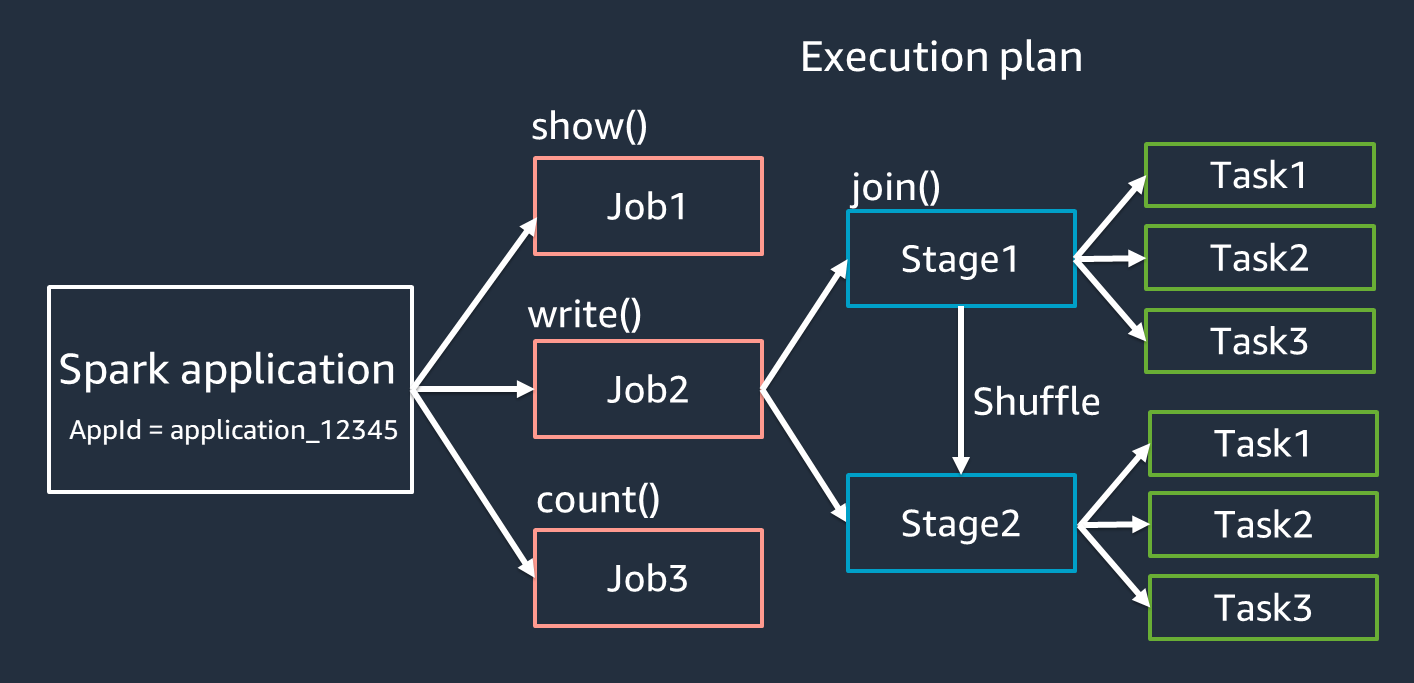 Execution plan
show()
Job1
write()
Job2
count()
Job3
Spark application
AppId = application_12345
join()
Stage1
Shuffle
Stage2
Task1
Task2
Task3
Task1
Task2
Task3